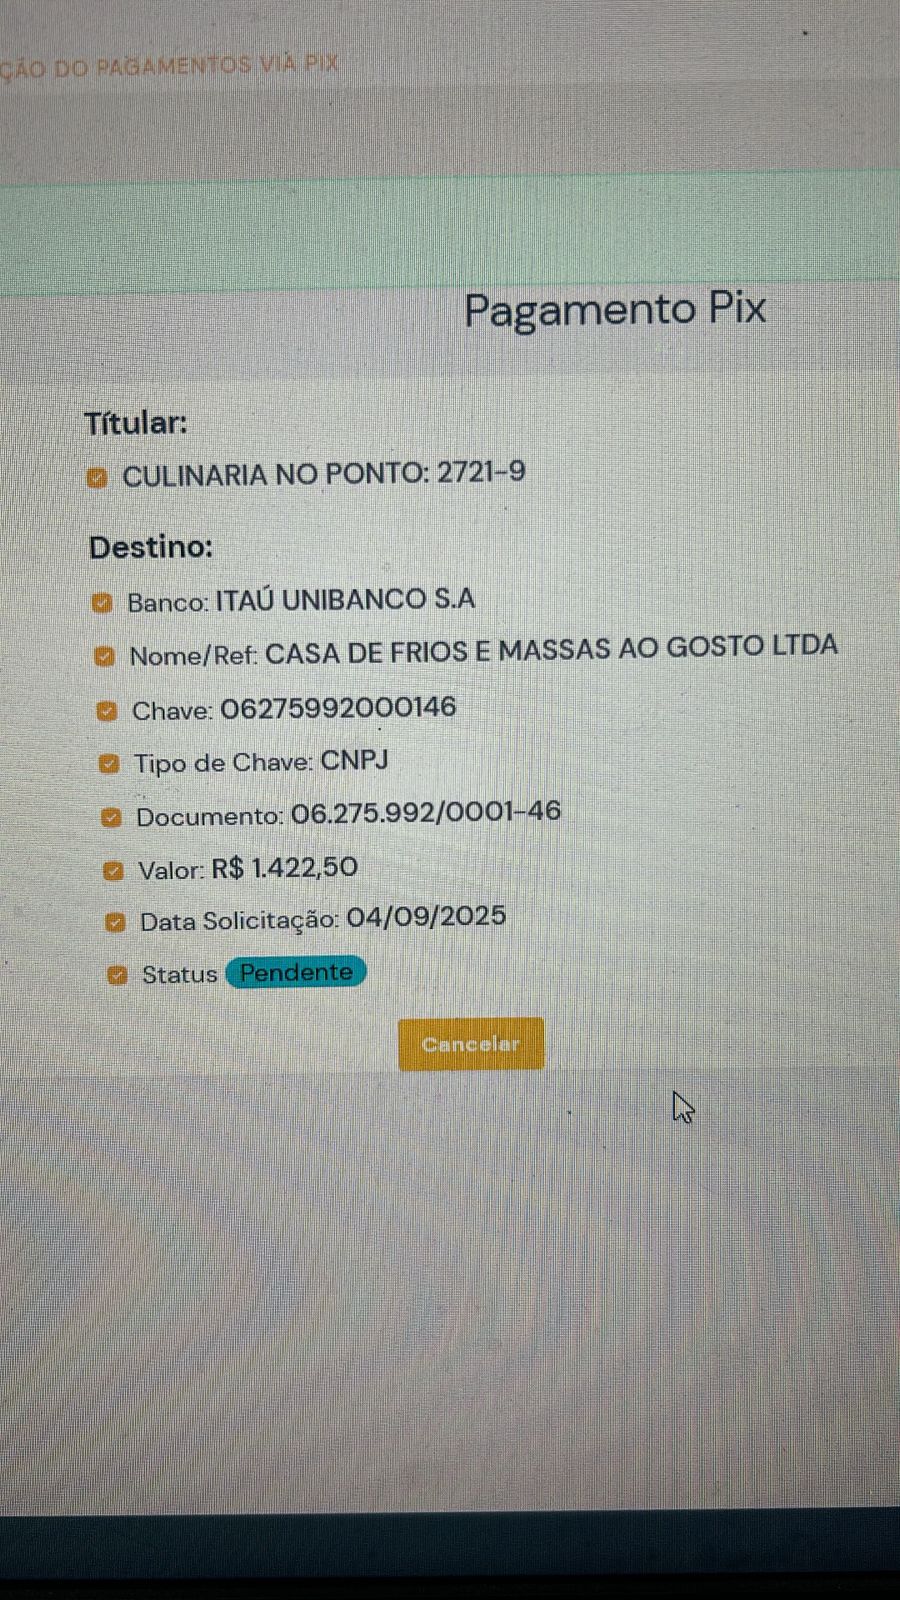 ÇÃO DO PAGAMENTOS VIA PIX
Pagamento Pix
Títular:
CULINARIA NO PONTO: 2721-9
Destino:
Banco: ITAÚ UNIBANCO S.A
Nome/Ref: CASA DE FRIOS E MASSAS AO GOSTO LTDA
Chave: 06275992000146
Tipo de Chave: CNPJ
Documento: 06.275.992/0001-46
Valor: R$ 1.422,50
Data Solicitação: 04/09/2025
Status Pendente
Cancelar